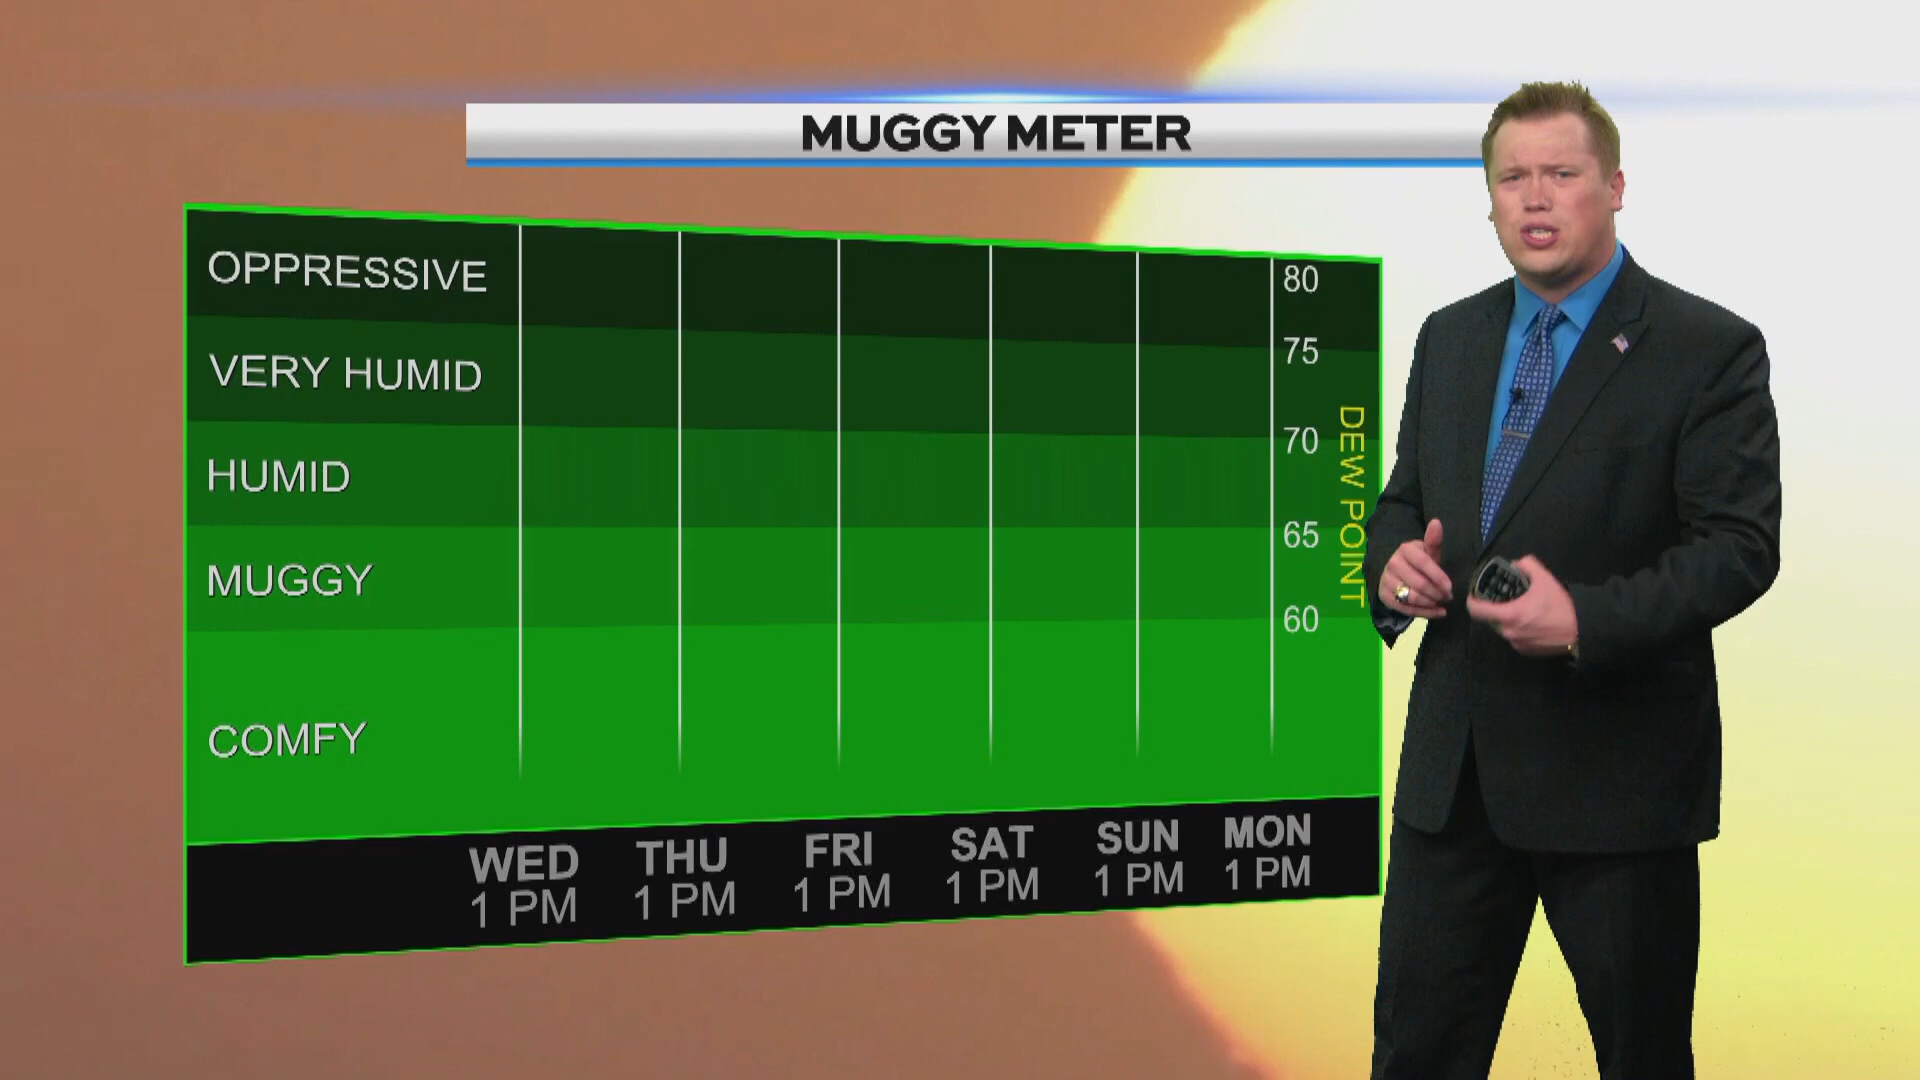 MUGGY METER
OPPRESSIVE
VERY HUMID
HUMID
MUGGY
COMFY
80
75
70
65
60
DEW POINT
WED THU FRI SAT SUN MON
1 PM 1 PM 1 PM 1 PM 1 PM 1 PM